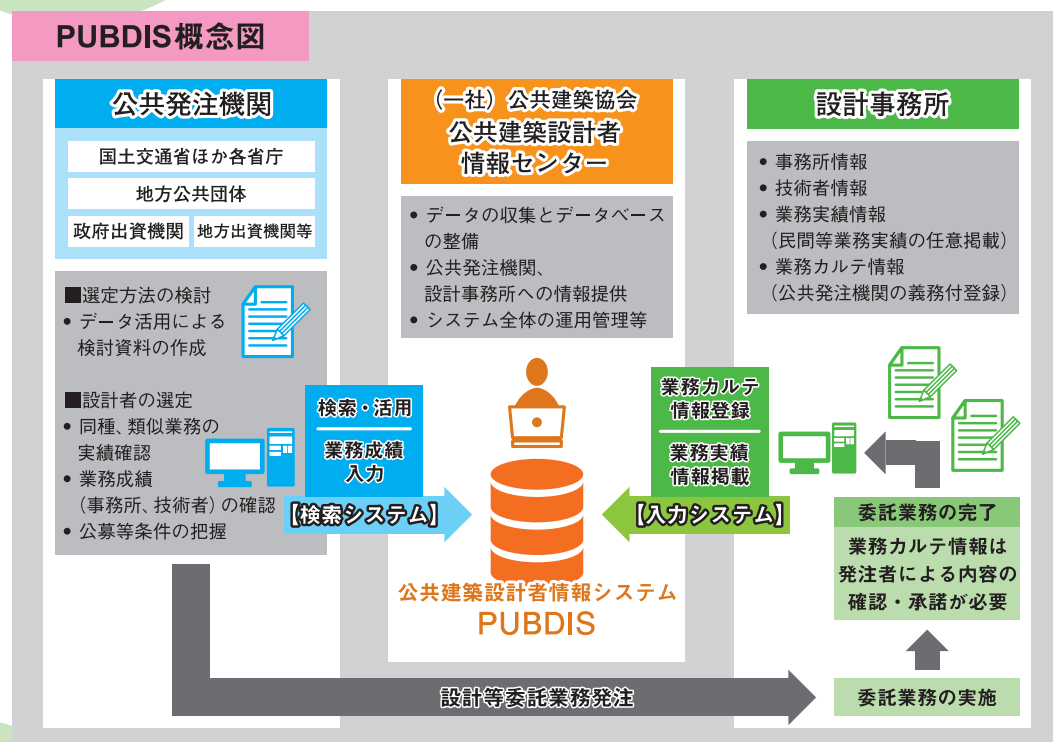 PUBDIS概念図
公共発注機関
国土交通省ほか各省庁
地方公共団体
政府出資機関
地方出資機関等
■選定方法の検討
• データ活用による
検討資料の作成
■設計者の選定
• 同種、類似業務の
実績確認
• 業務成績
（事務所、技術者）の確認
• 公募等条件の把握
検索・活用
業務成績
入力
【検索システム】
（一社）公共建築協会
公共建築設計者
情報センター
• データの収集とデータベース
の整備
• 公共発注機関、
設計事務所への情報提供
• システム全体の運用管理等
公共建築設計者情報システム
PUBDIS
設計事務所
• 事務所情報
• 技術者情報
• 業務実績情報
（民間等業務実績の任意掲載）
• 業務カルテ情報
（公共発注機関の義務付登録）
業務カルテ
情報登録
業務実績
情報掲載
【入力システム】
委託業務の完了
業務カルテ情報は
発注者による内容の
確認・承諾が必要
委託業務の実施
設計等委託業務発注